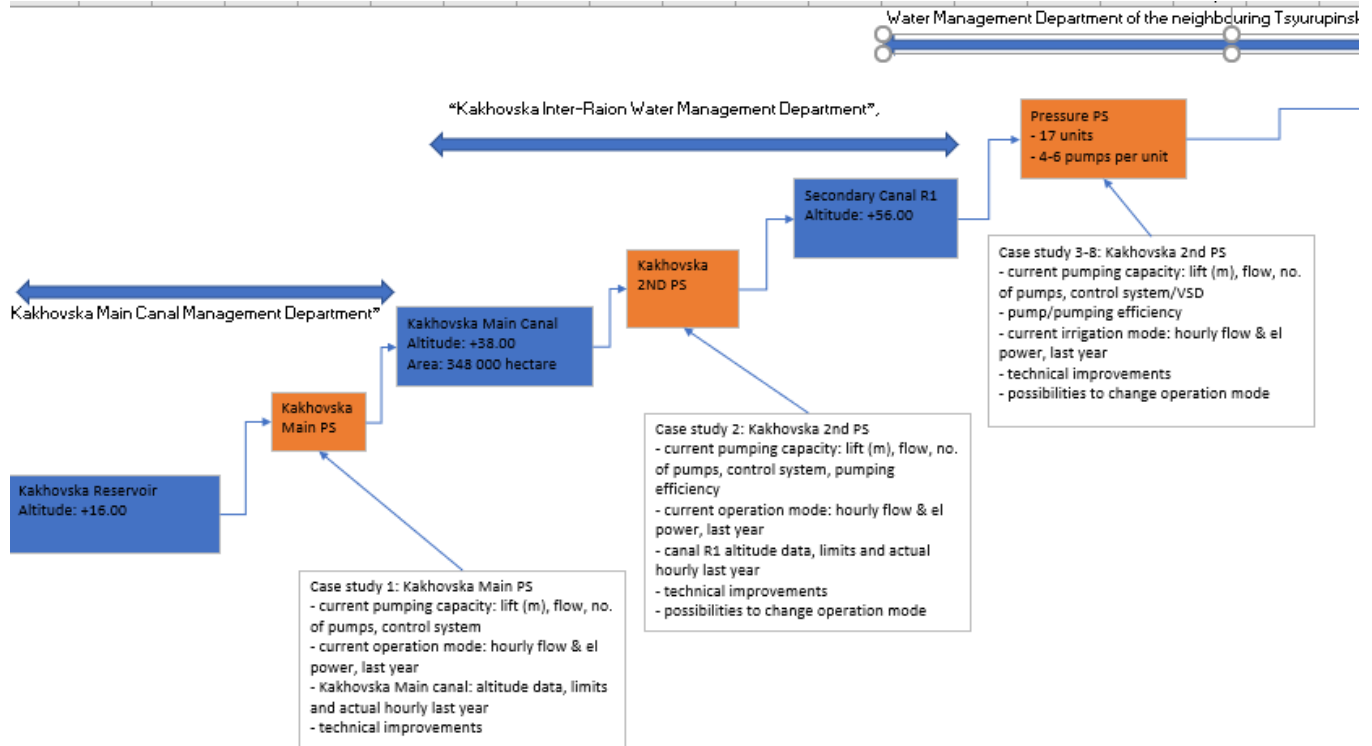 Water Management Department of the neighbouring Tsyurupinsk
“Kakhovska Inter-Raion Water Management Department”,
Kakhovska Main Canal Management Department”
Pressure PS
- 17 units
- 4-6 pumps per unit
Secondary Canal R1
Altitude: +56.00
Kakhovska
2ND PS
Kakhovska Main Canal
Altitude: +38.00
Area: 348 000 hectare
Kakhovska
Main PS
Kakhovska Reservoir
Altitude: +16.00
Case study 1: Kakhovska Main PS
- current pumping capacity: lift (m), flow, no.
of pumps, control system
- current operation mode: hourly flow & el
power, last year
- Kakhovska Main canal: altitude data, limits
and actual hourly last year
- technical improvements
Case study 2: Kakhovska 2nd PS
- current pumping capacity: lift (m), flow, no.
of pumps, control system, pumping
efficiency
- current operation mode: hourly flow & el
power, last year
- canal R1 altitude data, limits and actual
hourly last year
- technical improvements
- possibilities to change operation mode
Case study 3-8: Kakhovska 2nd PS
- current pumping capacity: lift (m), flow, no.
of pumps, control system/VSD
- pump/pumping efficiency
- current irrigation mode: hourly flow & el
power, last year
- technical improvements
- possibilities to change operation mode